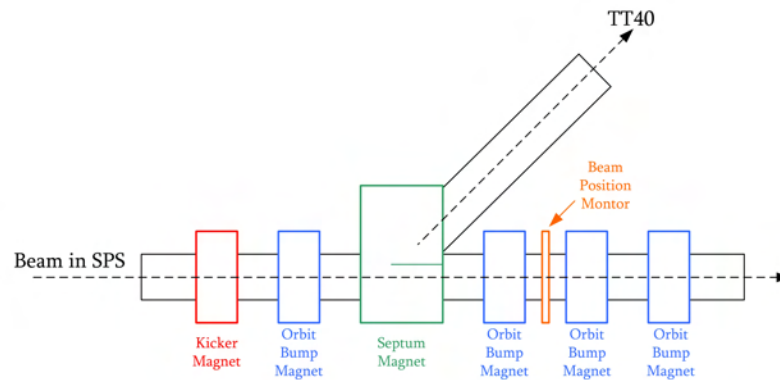 TT40
Beam
Position
Montor
Beam in SPS
Kicker
Magnet
Orbit
Bump
Magnet
Septum
Magnet
Orbit
Bump
Magnet
Orbit
Bump
Magnet
Orbit
Bump
Magnet